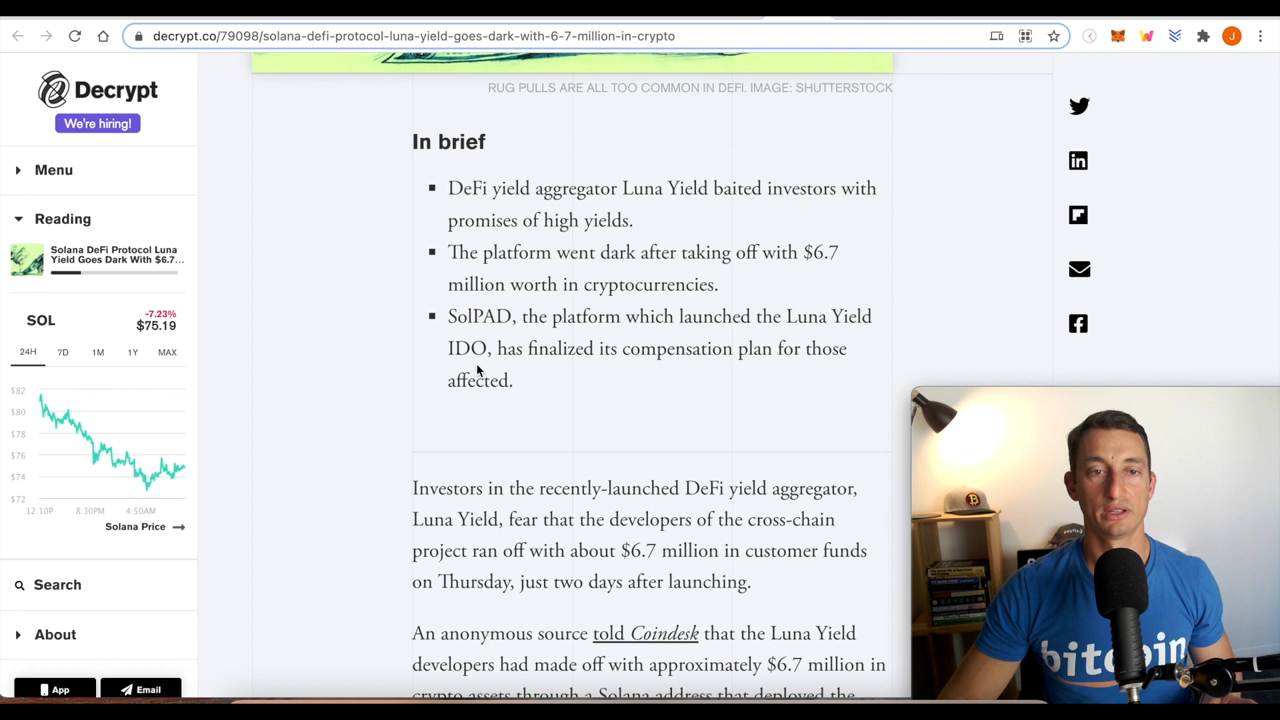 decrypt.co/79098/solana-defi-protocol-luna-yield-goes-dark-with-6-7-million-in-crypto
J
Decrypt
We're hiring!
Menu
Reading
Solana DeFi Protocol Luna
Yield Goes Dark With $6.7...
SOL
-7.23%
$75.19
24H 7D 1M 1Y MAX
$82
$80
$78
$76
$74
$72
12:10P 8:30PM 4:50AM
Solana Price
Search
About
App Email
RUG PULLS ARE ALL TOO COMMON IN DEFI. IMAGE: SHUTTERSTOCK
In brief
DeFi yield aggregator Luna Yield baited investors with
promises of high yields.
The platform went dark after taking off with $6.7
million worth in cryptocurrencies.
SolPAD, the platform which launched the Luna Yield
IDO, has finalized its compensation plan for those
affected.
Investors in the recently-launched DeFi yield aggregator,
Luna Yield, fear that the developers of the cross-chain
project ran off with about $6.7 million in customer funds
on Thursday, just two days after launching.
An anonymous source told Coindesk that the Luna Yield
developers had made off with approximately $6.7 million in
crypto assets through a Solana address that deployed the
bitcoin